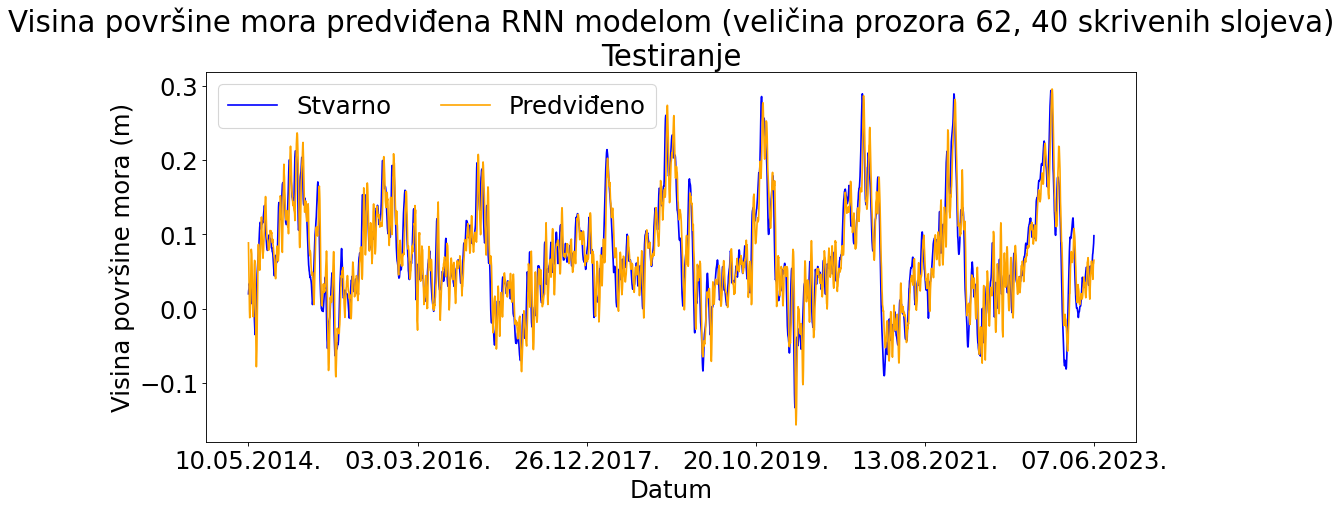 Visina površine mora predviđena RNN modelom (veličina prozora 62, 40 skrivenih slojeva)
Testiranje
Stvarno Predviđeno
Visina površine mora (m)
0.3
0.2
0.1
0.0
−0.1
10.05.2014. 03.03.2016. 26.12.2017. 20.10.2019. 13.08.2021. 07.06.2023.
Datum